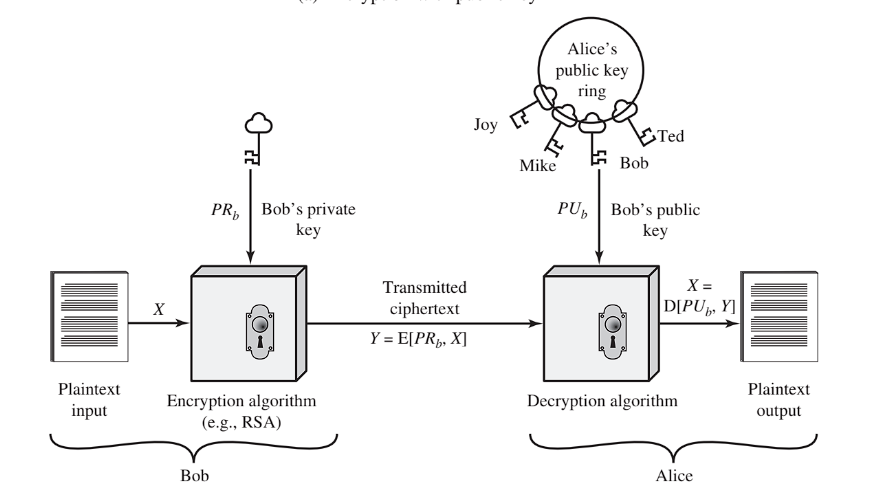 Alice's
public key
ring
Joy
Ted
Mike
Bob
PR_b
Bob's private
key
PU_b
Bob's public
key
X
Transmitted
ciphertext
Y = E[PR_b, X]
X =
D[PU_b, Y]
Plaintext
input
Encryption algorithm
(e.g., RSA)
Decryption algorithm
Plaintext
output
Bob
Alice